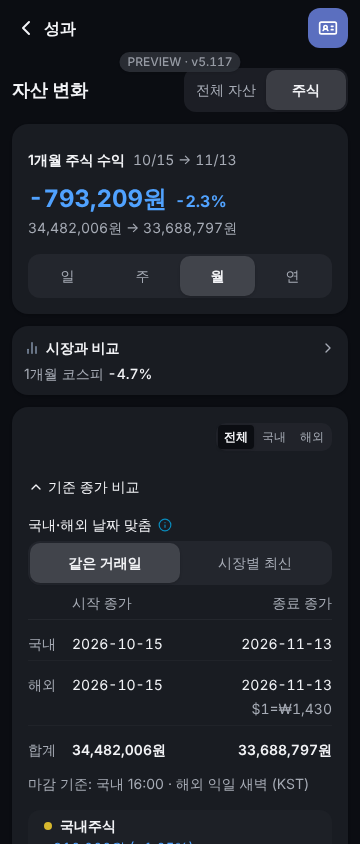 성과
PREVIEW · v5.117
자산 변화
전체 자산
주식
1개월 주식 수익 10/15 → 11/13
-793,209원 -2.3%
34,482,006원 → 33,688,797원
일
주
월
연
시장과 비교
1개월 코스피 -4.7%
전체
국내
해외
기준 종가 비교
국내·해외 날짜 맞춤
같은 거래일
시장별 최신
시작 종가
종료 종가
국내 2026-10-15 2026-11-13
해외 2026-10-15 2026-11-13
$1=₩1,430
합계 34,482,006원 33,688,797원
마감 기준: 국내 16:00 · 해외 익일 새벽 (KST)
국내주식